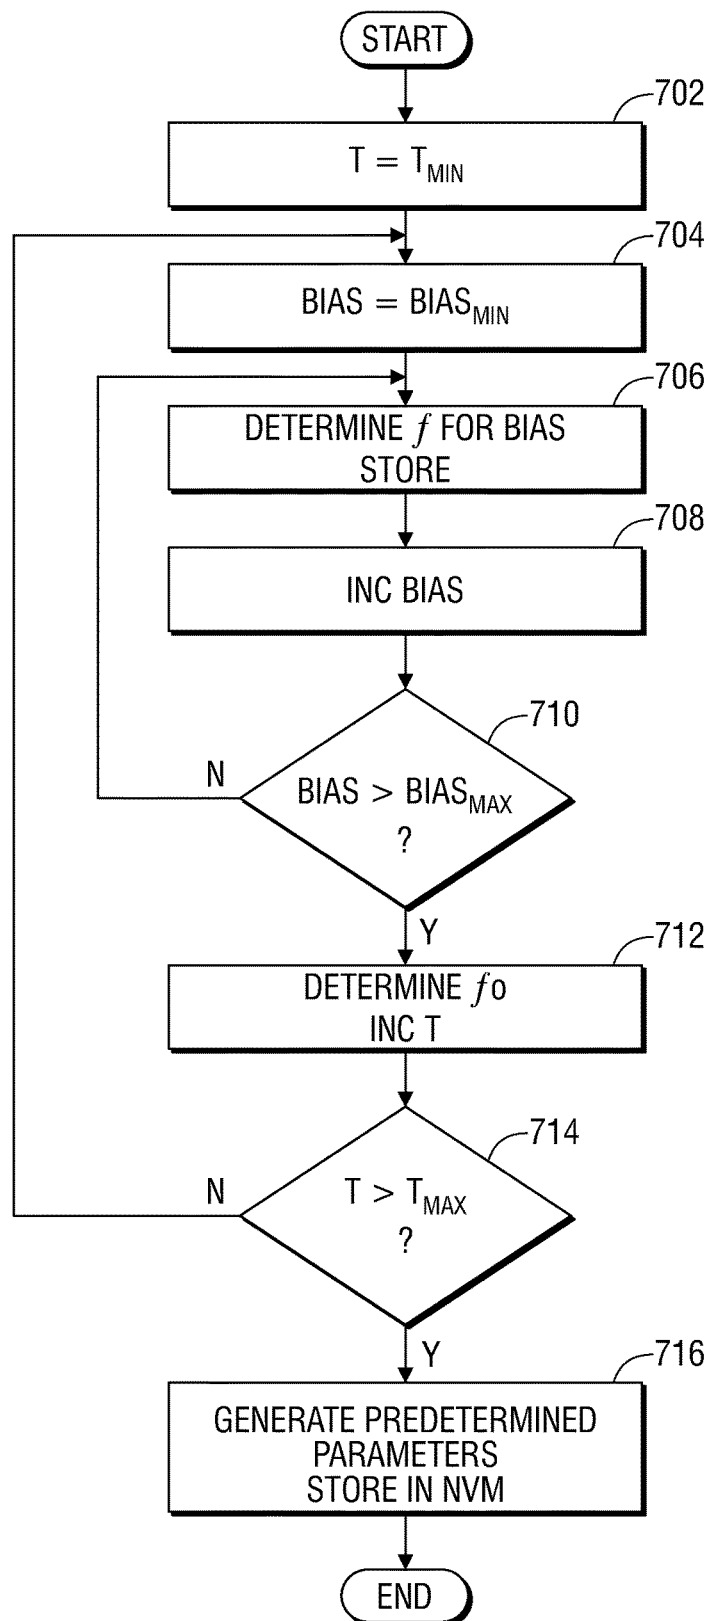 START
702
T = TMIN
704
BIAS = BIASMIN
706
DETERMINE f FOR BIAS
STORE
708
INC BIAS
710
N
BIAS > BIASMAX
?
Y
712
DETERMINE fo
INC T
714
N
T > TMAX
?
Y
716
GENERATE PREDETERMINED
PARAMETERS
STORE IN NVM
END